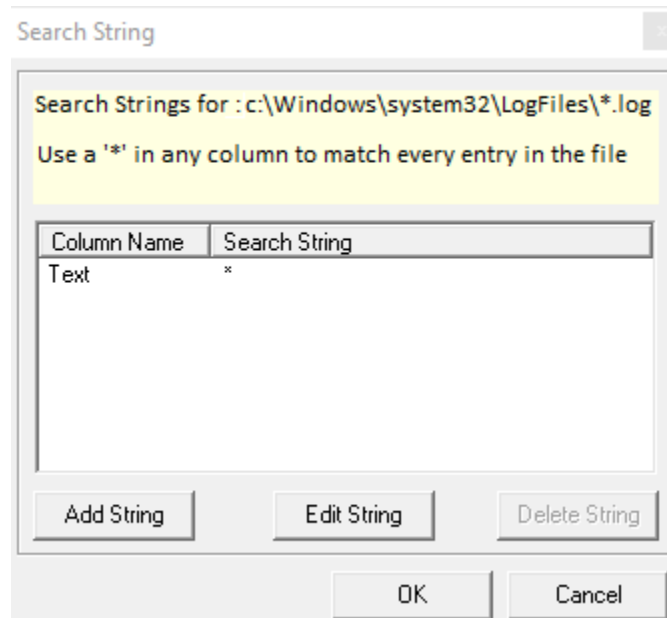 Search String
Search Strings for : c:\Windows\system32\LogFiles\*.log
Use a '*' in any column to match every entry in the file
Column Name Search String
Text *
Add String Edit String Delete String
OK Cancel